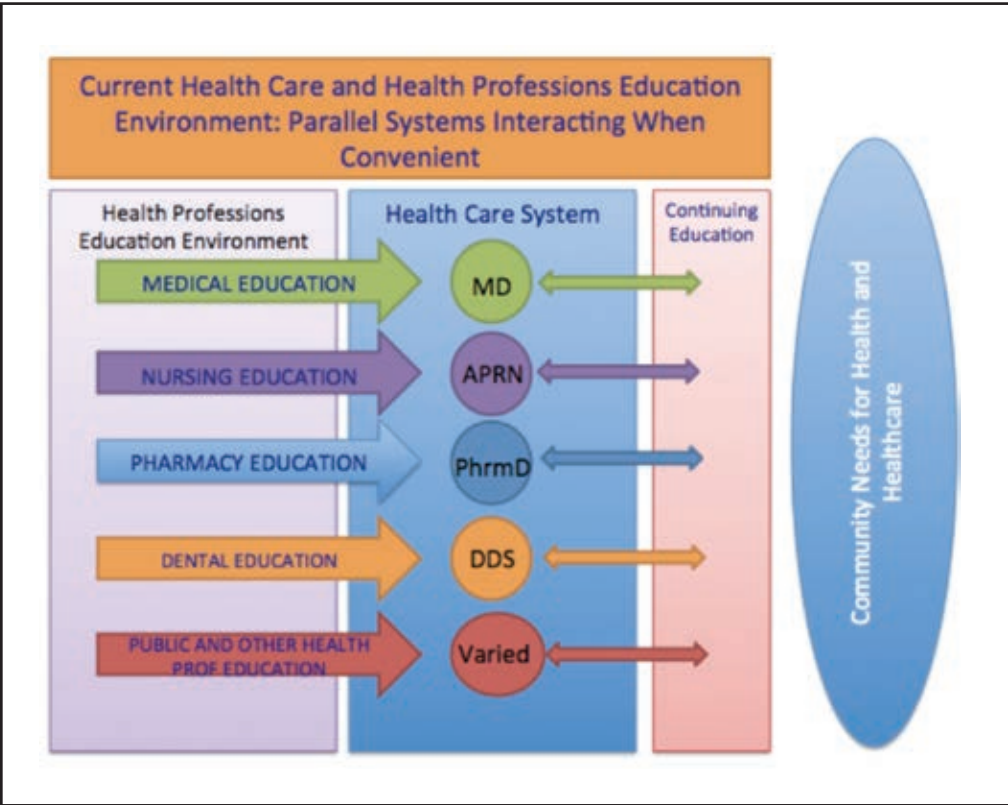 Current Health Care and Health Professions Education
Environment: Parallel Systems Interacting When
Convenient
Health Professions
Education Environment
Health Care System
Continuing
Education
MEDICAL EDUCATION
MD
NURSING EDUCATION
APRN
PHARMACY EDUCATION
PhrmD
DENTAL EDUCATION
DDS
PUBLIC AND OTHER HEALTH
PROF EDUCATION
Varied
Community Needs for Health and
Healthcare